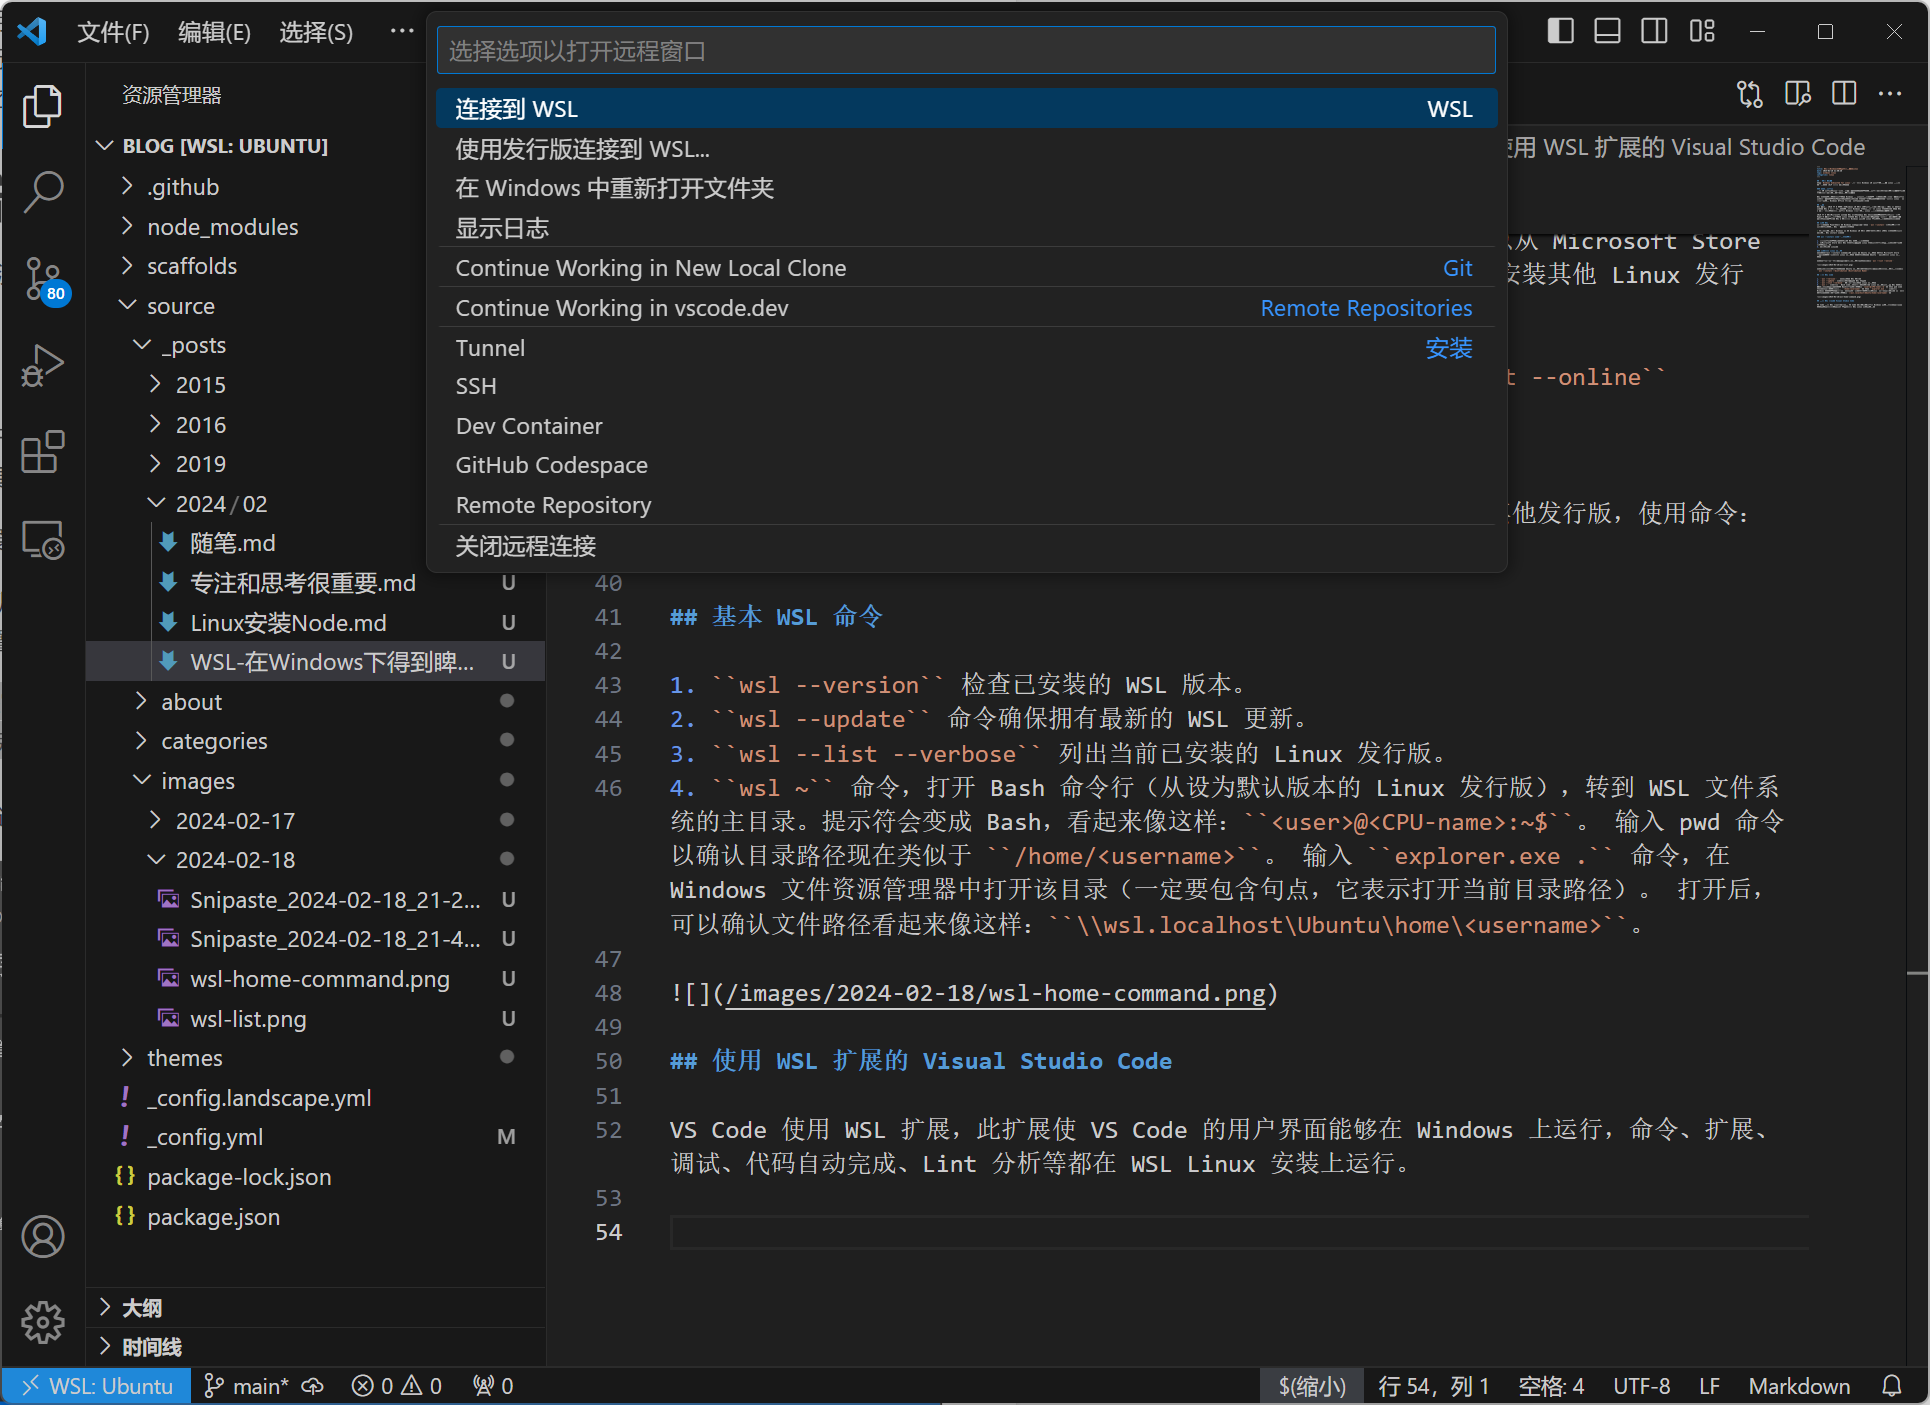 文件(F) 编辑(E) 选择(S) ···
选择选项以打开远程窗口
连接到 WSL WSL
使用发行版连接到 WSL...
在 Windows 中重新打开文件夹
显示日志
Continue Working in New Local Clone Git
Continue Working in vscode.dev Remote Repositories
Tunnel 安装
SSH
Dev Container
GitHub Codespace
Remote Repository
关闭远程连接
资源管理器
BLOG [WSL: UBUNTU]
.github
node_modules
scaffolds
source
_posts
2015
2016
2019
2024/02
随笔.md
专注和思考很重要.md U
Linux安装Node.md U
WSL-在Windows下得到睥... U
about
categories
images
2024-02-17
2024-02-18
Snipaste_2024-02-18_21-2... U
Snipaste_2024-02-18_21-4... U
wsl-home-command.png U
wsl-list.png U
themes
_config.landscape.yml
_config.yml M
package-lock.json
package.json
大纲
时间线
80
用 WSL 扩展的 Visual Studio Code
从 Microsoft Store
安装其他 Linux 发行
t --online``
他发行版，使用命令：
40
41 ## 基本 WSL 命令
42
43 1. ``wsl --version`` 检查已安装的 WSL 版本。
44 2. ``wsl --update`` 命令确保拥有最新的 WSL 更新。
45 3. ``wsl --list --verbose`` 列出当前已安装的 Linux 发行版。
46 4. ``wsl ~`` 命令，打开 Bash 命令行（从设为默认版本的 Linux 发行版），转到 WSL 文件系
统的主目录。提示符会变成 Bash，看起来像这样：``<user>@<CPU-name>:~$``。 输入 pwd 命令
以确认目录路径现在类似于 ``/home/<username>``。 输入 ``explorer.exe .`` 命令，在
Windows 文件资源管理器中打开该目录（一定要包含句点，它表示打开当前目录路径）。 打开后，
可以确认文件路径看起来像这样：``\\wsl.localhost\Ubuntu\home\<username>``。
47
48 ![](/images/2024-02-18/wsl-home-command.png)
49
50 ## 使用 WSL 扩展的 Visual Studio Code
51
52 VS Code 使用 WSL 扩展，此扩展使 VS Code 的用户界面能够在 Windows 上运行，命令、扩展、
调试、代码自动完成、Lint 分析等都在 WSL Linux 安装上运行。
53
54
WSL: Ubuntu main* 0 0 0 $(缩小) 行 54，列 1 空格: 4 UTF-8 LF Markdown